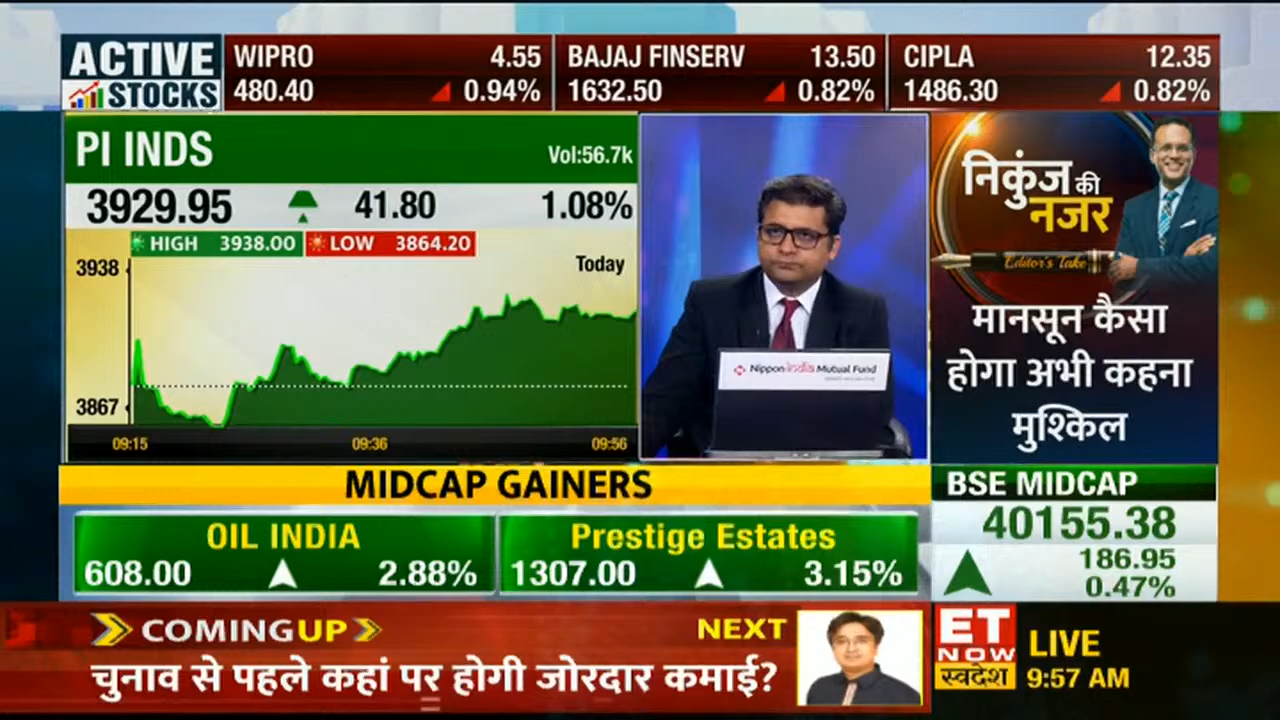 ACTIVE STOCKS
WIPRO 4.55
480.40 0.94%
BAJAJ FINSERV 13.50
1632.50 0.82%
CIPLA 12.35
1486.30 0.82%
PI INDS
Vol:56.7k
3929.95 41.80 1.08%
HIGH 3938.00 LOW 3864.20
3938
Today
3867
09:15 09:36 09:56
Nippon india Mutual Fund
निकुंज की
नजर
Editor's Take
मानसून कैसा
होगा अभी कहना
मुश्किल
MIDCAP GAINERS
OIL INDIA
608.00 2.88%
Prestige Estates
1307.00 3.15%
BSE MIDCAP
40155.38
186.95
0.47%
COMING UP
NEXT
चुनाव से पहले कहां पर होगी जोरदार कमाई?
ET
NOW
स्वदेश
LIVE
9:57 AM